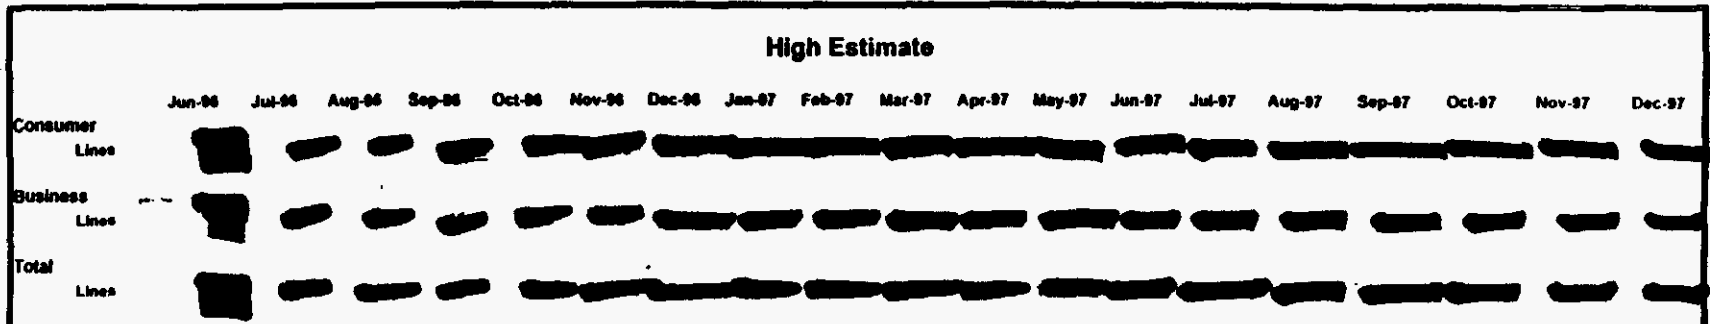 High Estimate
Jun-96 Jul-96 Aug-96 Sep-96 Oct-96 Nov-96 Dec-96 Jan-97 Feb-97 Mar-97 Apr-97 May-97 Jun-97 Jul-97 Aug-97 Sep-97 Oct-97 Nov-97 Dec-97
Consumer
Lines
Business
Lines
Total
Lines